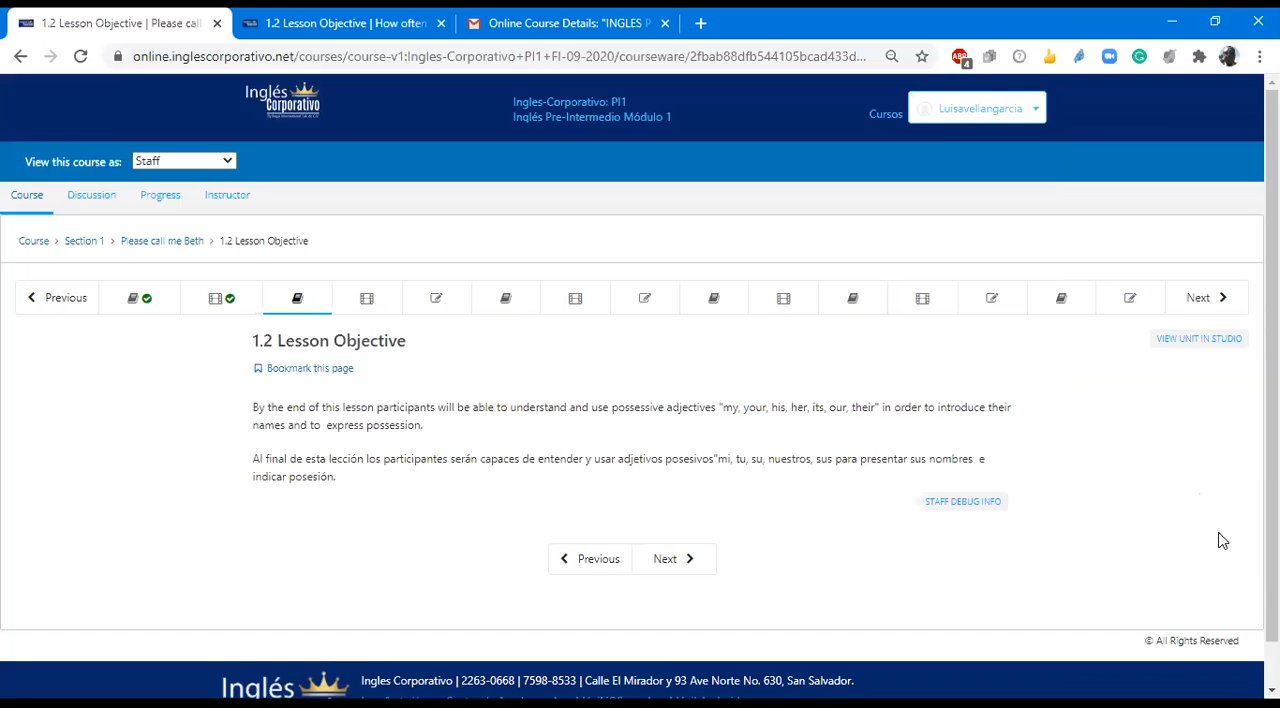 1.2 Lesson Objective | Please call
1.2 Lesson Objective | How often
Online Course Details: "INGLES P
online.inglescorporativo.net/courses/course-v1:Ingles-Corporativo+PI1+FI-09-2020/courseware/2fbab88dfb544105bcad433d...
4
Inglés
Corporativo
Ingles-Corporativo: PI1
Inglés Pre-Intermedio Módulo 1
Cursos
Luisavellangarcia
View this course as:
Staff
Course
Discussion
Progress
Instructor
Course > Section 1 > Please call me Beth > 1.2 Lesson Objective
Previous
Next
1.2 Lesson Objective
VIEW UNIT IN STUDIO
Bookmark this page
By the end of this lesson participants will be able to understand and use possessive adjectives "my, your, his, her, its, our, their" in order to introduce their
names and to express possession.
Al final de esta lección los participantes serán capaces de entender y usar adjetivos posesivos"mi, tu, su, nuestros, sus para presentar sus nombres e
indicar posesión.
STAFF DEBUG INFO
Previous
Next
© All Rights Reserved
Inglés
Ingles Corporativo | 2263-0668 | 7598-8533 | Calle El Mirador y 93 Ave Norte No. 630, San Salvador.